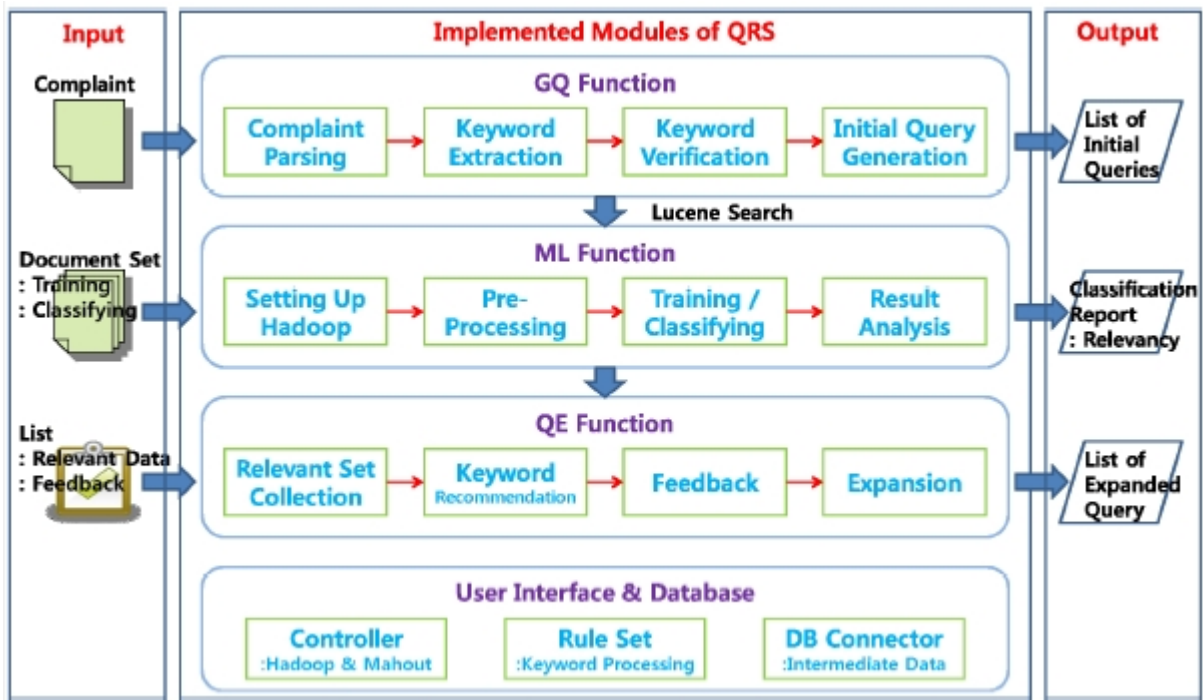 Input
Implemented Modules of QRS
Output
Complaint
GQ Function
Complaint
Parsing
Keyword
Extraction
Keyword
Verification
Initial Query
Generation
List of
Initial
Queries
Lucene Search
Document Set
: Training
: Classifying
ML Function
Setting Up
Hadoop
Pre-
Processing
Training /
Classifying
Result
Analysis
Classification
Report
: Relevancy
List
: Relevant Data
: Feedback
QE Function
Relevant Set
Collection
Keyword
Recommendation
Feedback
Expansion
List of
Expanded
Query
User Interface & Database
Controller
:Hadoop & Mahout
Rule Set
:Keyword Processing
DB Connector
:Intermediate Data